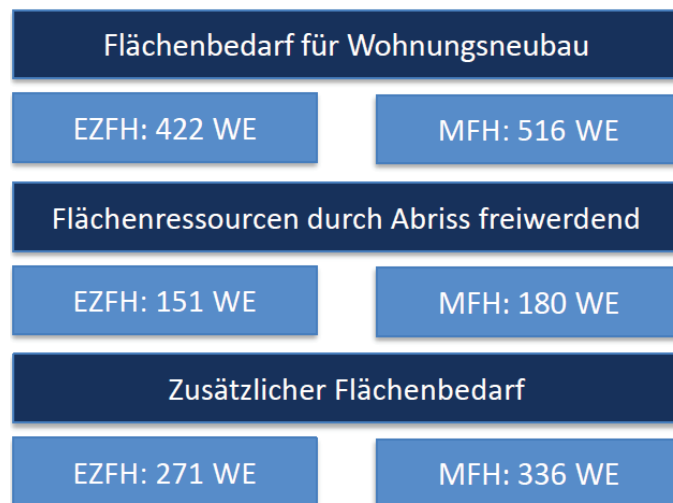 Flächenbedarf für Wohnungsneubau
EZFH: 422 WE
MFH: 516 WE
Flächenressourcen durch Abriss freiwerdend
EZFH: 151 WE
MFH: 180 WE
Zusätzlicher Flächenbedarf
EZFH: 271 WE
MFH: 336 WE